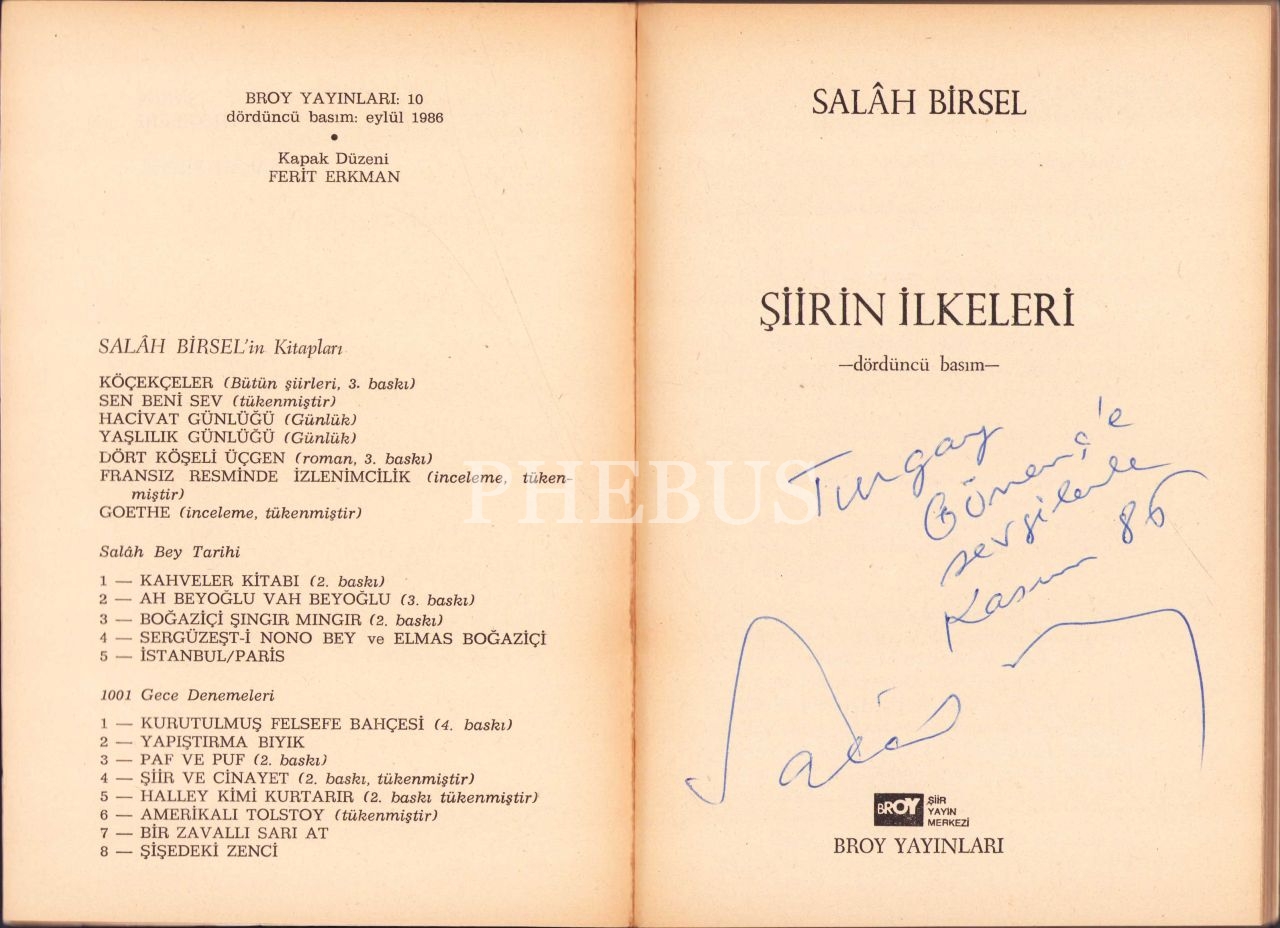 BROY YAYINLARI: 10
dördüncü basım: eylül 1986
•
Kapak Düzeni
FERİT ERKMAN
SALÂH BİRSEL'in Kitapları
KÖÇEKÇELER (Bütün şiirleri, 3. baskı)
SEN BENİ SEV (tükenmiştir)
HACİVAT GÜNLÜĞÜ (Günlük)
YAŞLILIK GÜNLÜĞÜ (Günlük)
DÖRT KÖŞELİ ÜÇGEN (roman, 3. baskı)
FRANSIZ RESMİNDE İZLENİMCİLİK (inceleme, tüken-
miştir)
GOETHE (inceleme, tükenmiştir)
Salâh Bey Tarihi
1 — KAHVELER KİTABI (2. baskı)
2 — AH BEYOĞLU VAH BEYOĞLU (3. baskı)
3 — BOĞAZİÇİ ŞINGIR MINGIR (2. baskı)
4 — SERGÜZEŞT-İ NONO BEY ve ELMAS BOĞAZİÇİ
5 — İSTANBUL/PARİS
1001 Gece Denemeleri
1 — KURUTULMUŞ FELSEFE BAHÇESİ (4. baskı)
2 — YAPIŞTIRMA BIYIK
3 — PAF VE PUF (2. baskı)
4 — ŞİİR VE CİNAYET (2. baskı, tükenmiştir)
5 — HALLEY KİMİ KURTARIR (2. baskı tükenmiştir)
6 — AMERİKALI TOLSTOY (tükenmiştir)
7 — BİR ZAVALLI SARI AT
8 — ŞİŞEDEKİ ZENCİ
PHEBUS
SALÂH BİRSEL
ŞİİRİN İLKELERİ
—dördüncü basım—
Turgay
sevgilerle
Kasım 86
Salâh
BROY ŞİİR
YAYIN
MERKEZİ
BROY YAYINLARI